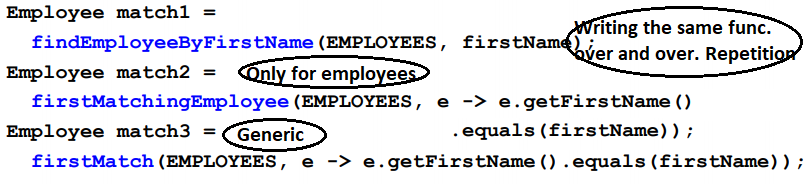 Employee match1 =
findEmployeeByFirstName(EMPLOYEES, firstName);
Writing the same func.
over and over. Repetition
Employee match2 =
Only for employees
firstMatchingEmployee(EMPLOYEES, e -> e.getFirstName()
.equals(firstName));
Employee match3 =
Generic
firstMatch(EMPLOYEES, e -> e.getFirstName().equals(firstName));